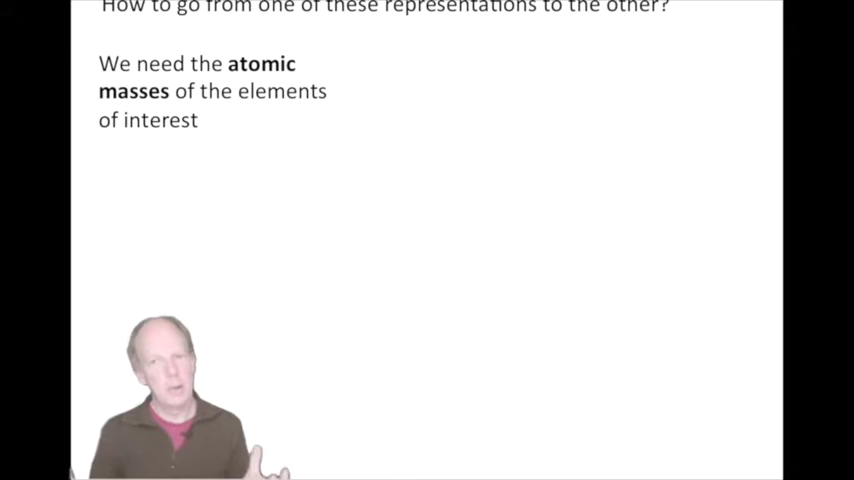 How to go from one of these representations to the other?
We need the atomic
masses of the elements
of interest